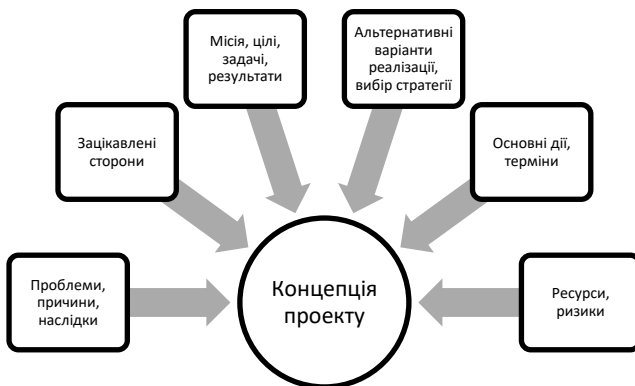 Місія, цілі,
задачі,
результати
Альтернативні
варіанти
реалізації,
вибір стратегії
Зацікавлені
сторони
Основні дії,
терміни
Проблеми,
причини,
наслідки
Концепція
проекту
Ресурси,
ризики